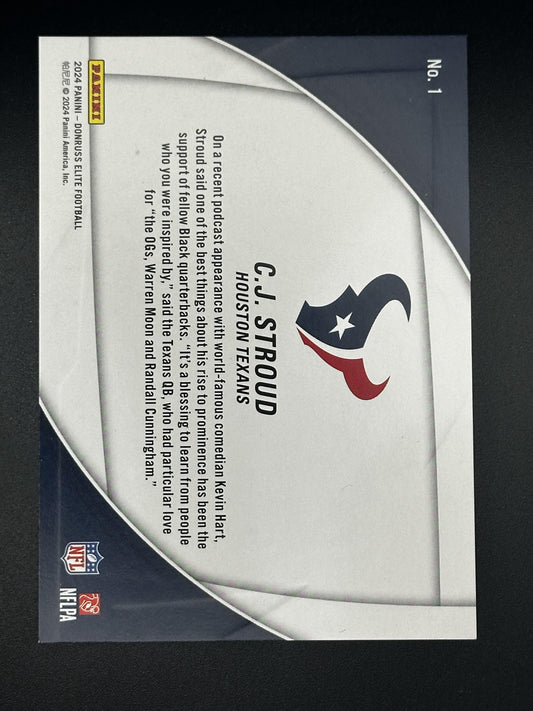 No. 1
C.J. STROUD
HOUSTON TEXANS
On a recent podcast appearance with world-famous comedian Kevin Hart,
Stroud said one of the best things about his rise to prominence has been the
support of fellow Black quarterbacks. “It’s a blessing to learn from people
who you were inspired by,” said the Texans QB, who had particular love
for “the OGs, Warren Moon and Randall Cunningham.”
PANINI
2024 PANINI – DONRUSS ELITE FOOTBALL
帕尼尼 © 2024 Panini America, Inc.
NFL
NFLPA